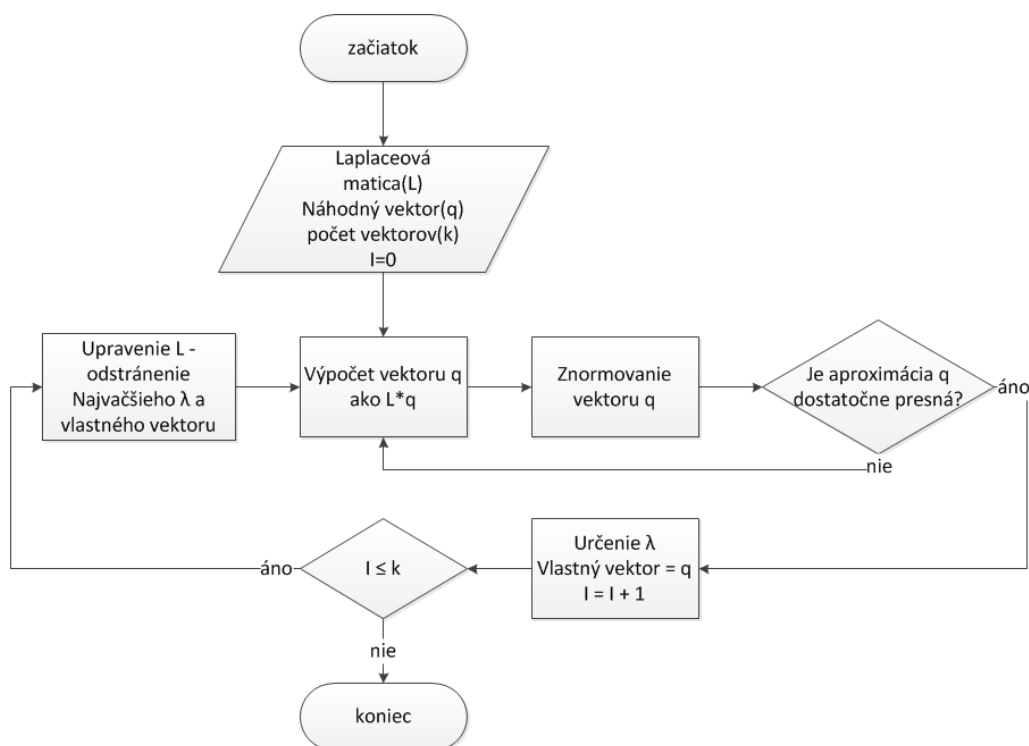 začiatok
Laplaceová
matica(L)
Náhodný vektor(q)
počet vektorov(k)
I=0
Upravenie L -
odstránenie
Najvačšieho λ a
vlastného vektoru
Výpočet vektoru q
ako L*q
Znormovanie
vektoru q
Je aproximácia q
dostatočne presná?
áno
nie
Určenie λ
Vlastný vektor = q
I = I + 1
I ≤ k
áno
nie
koniec